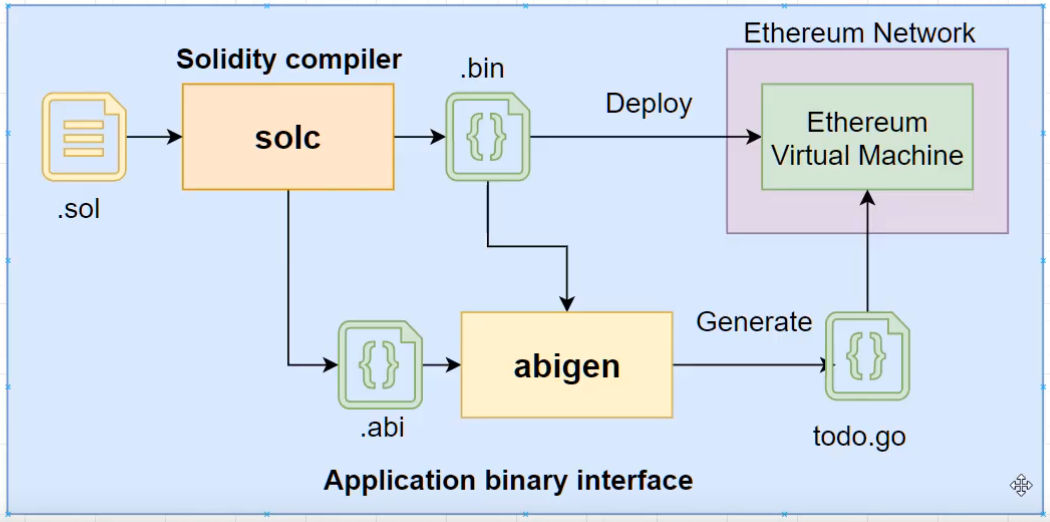 Ethereum Network
Solidity compiler
.bin
Deploy
solc
{ }
Ethereum
Virtual Machine
.sol
Generate
{ }
abigen
{ }
.abi
todo.go
Application binary interface